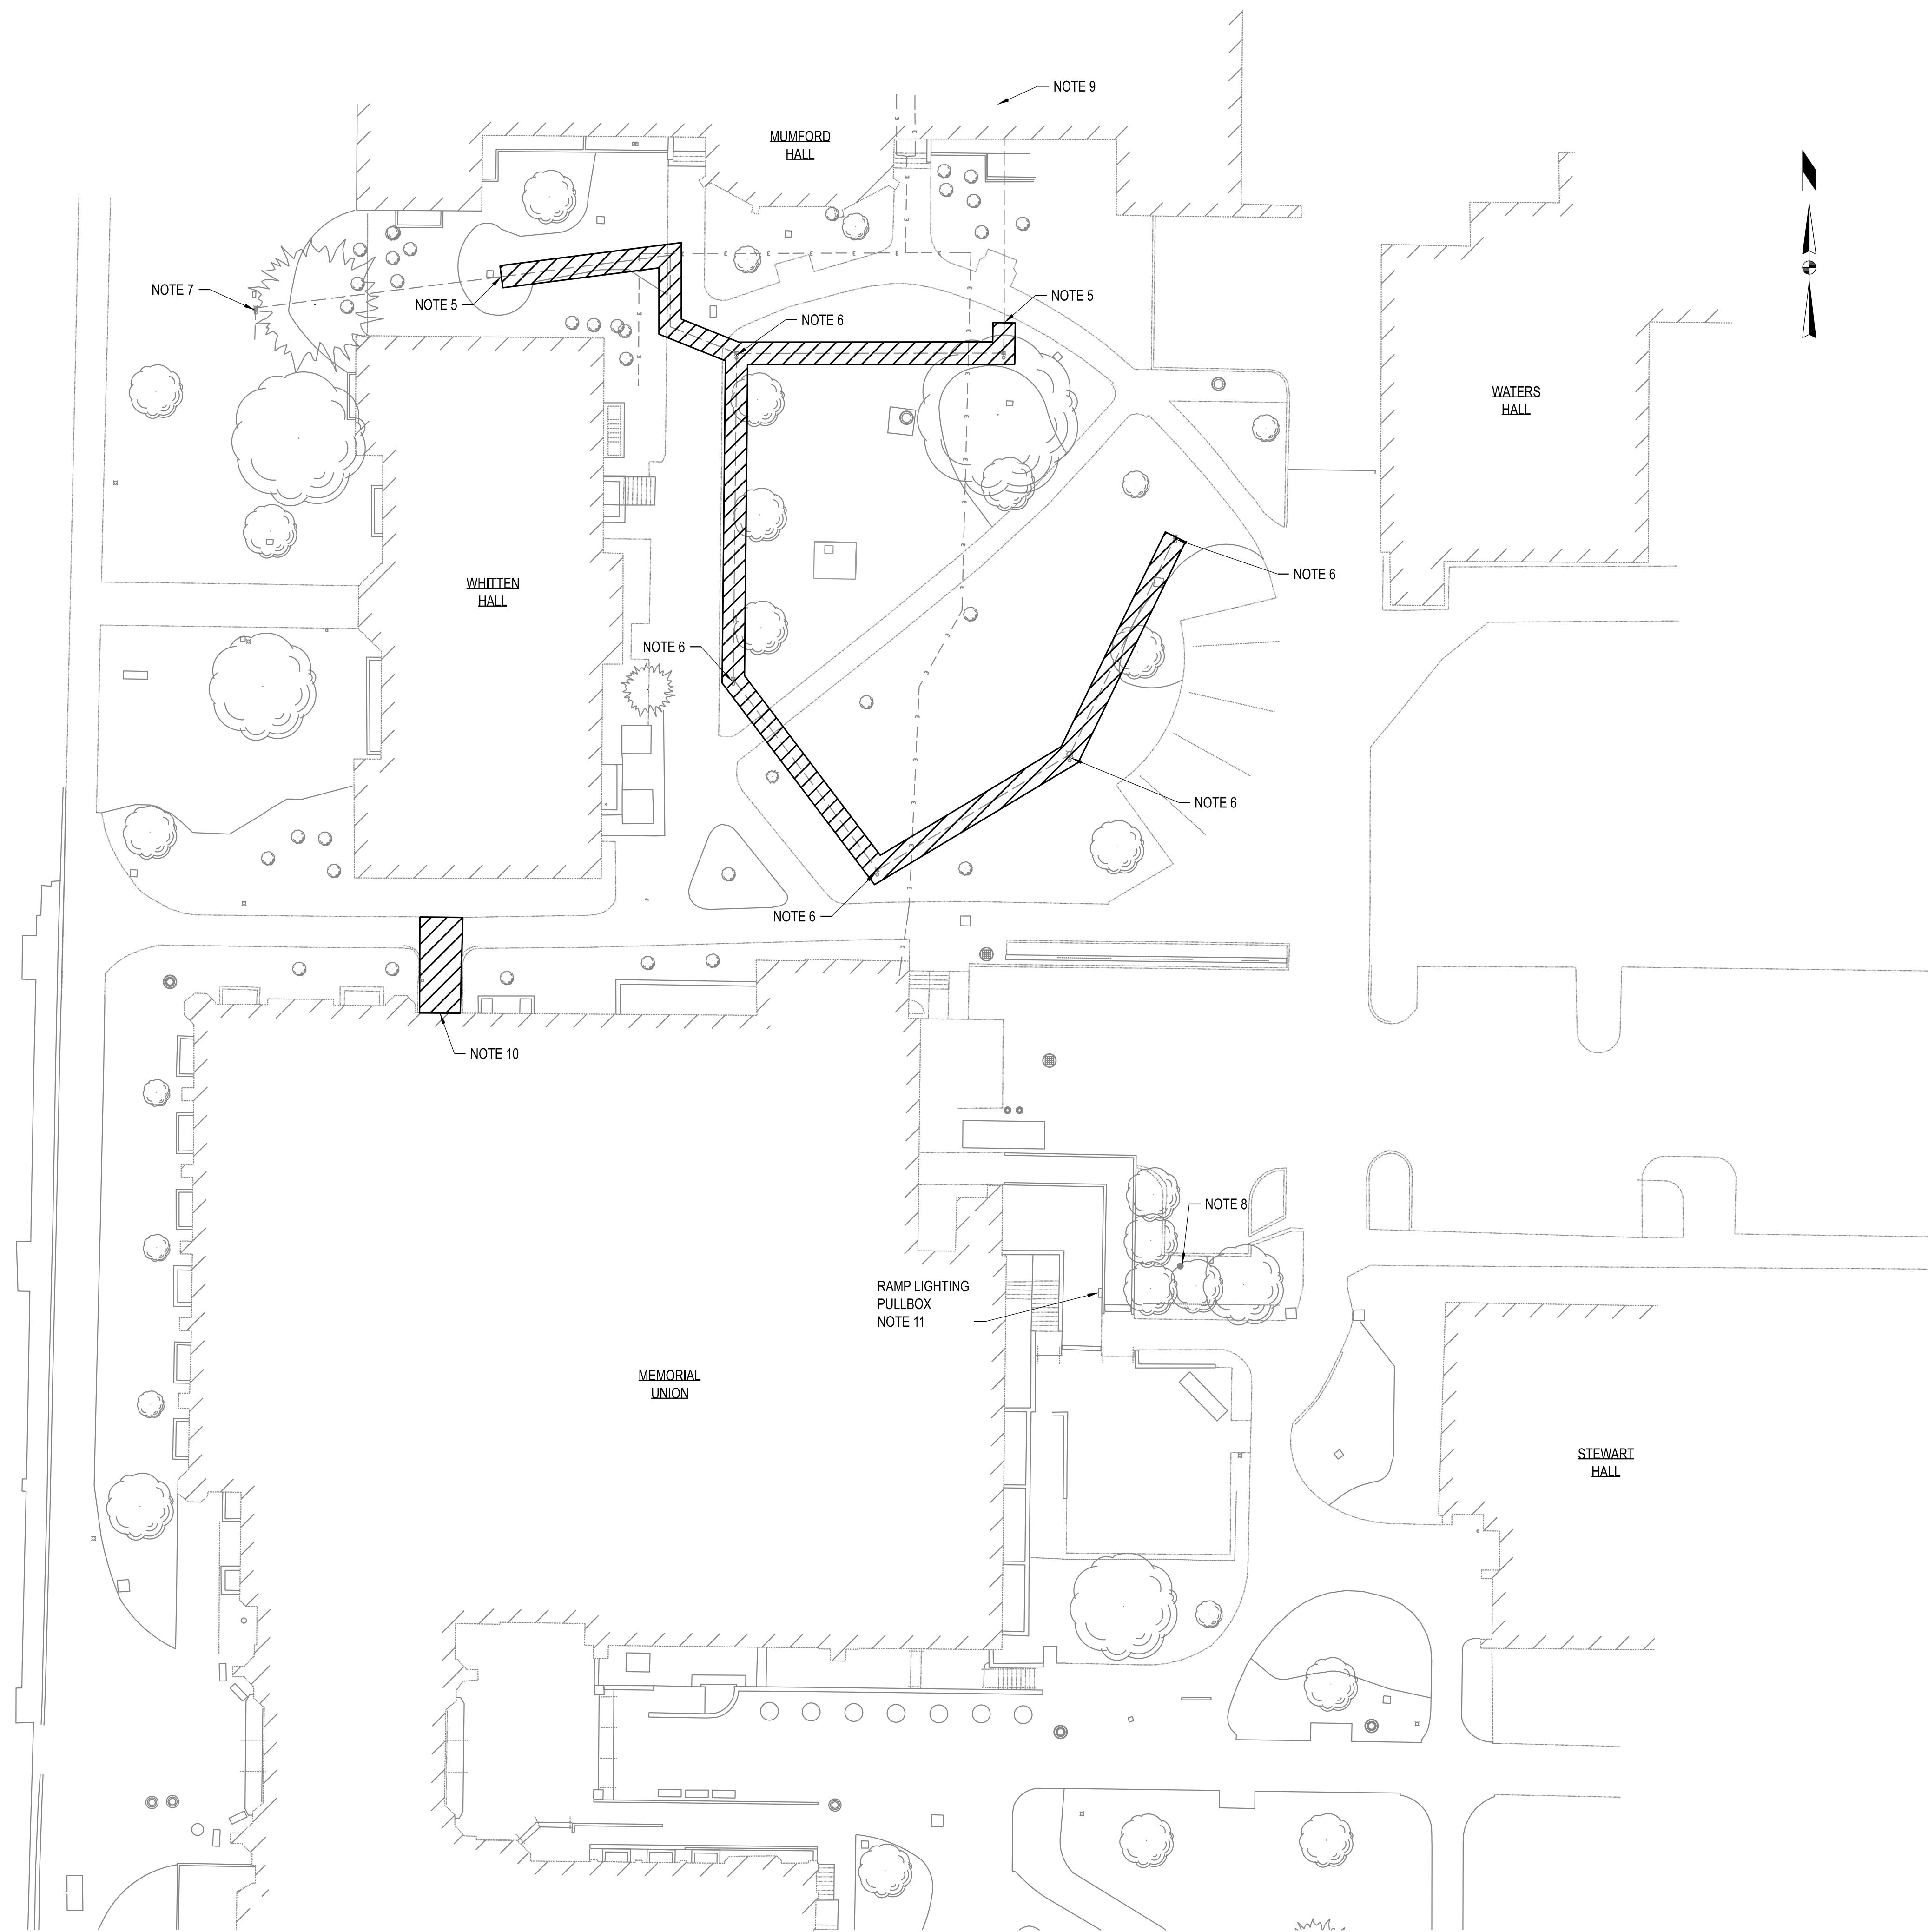 NOTE 9
MUMFORD
HALL
N
NOTE 7
NOTE 5
NOTE 5
NOTE 6
WATERS
HALL
NOTE 6
WHITTEN
HALL
NOTE 6
NOTE 6
NOTE 6
NOTE 10
NOTE 8
RAMP LIGHTING
PULLBOX
NOTE 11
MEMORIAL
UNION
STEWART
HALL